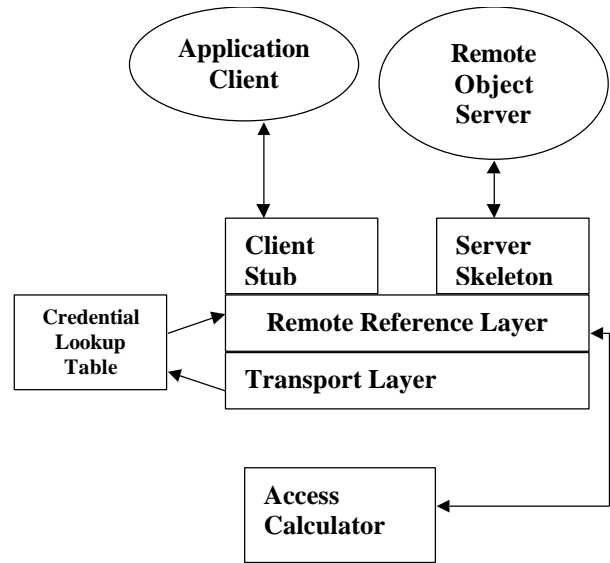 Application
Client
Remote
Object
Server
Client
Stub
Server
Skeleton
Credential
Lookup
Table
Remote Reference Layer
Transport Layer
Access
Calculator